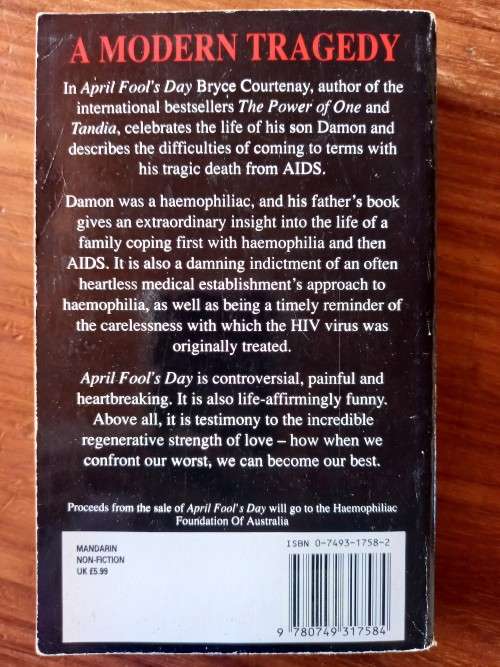 A MODERN TRAGEDY
In April Fool's Day Bryce Courtenay, author of the
international bestsellers The Power of One and
Tandia, celebrates the life of his son Damon and
describes the difficulties of coming to terms with
his tragic death from AIDS.
Damon was a haemophiliac, and his father's book
gives an extraordinary insight into the life of a
family coping first with haemophilia and then
AIDS. It is also a damning indictment of an often
heartless medical establishment's approach to
haemophilia, as well as being a timely reminder of
the carelessness with which the HIV virus was
originally treated.
April Fool's Day is controversial, painful and
heartbreaking. It is also life-affirmingly funny.
Above all, it is testimony to the incredible
regenerative strength of love – how when we
confront our worst, we can become our best.
Proceeds from the sale of April Fool's Day will go to the Haemophiliac
Foundation Of Australia
MANDARIN
NON-FICTION
UK £5.99
ISBN 0-7493-1758-2
9 780749 317584